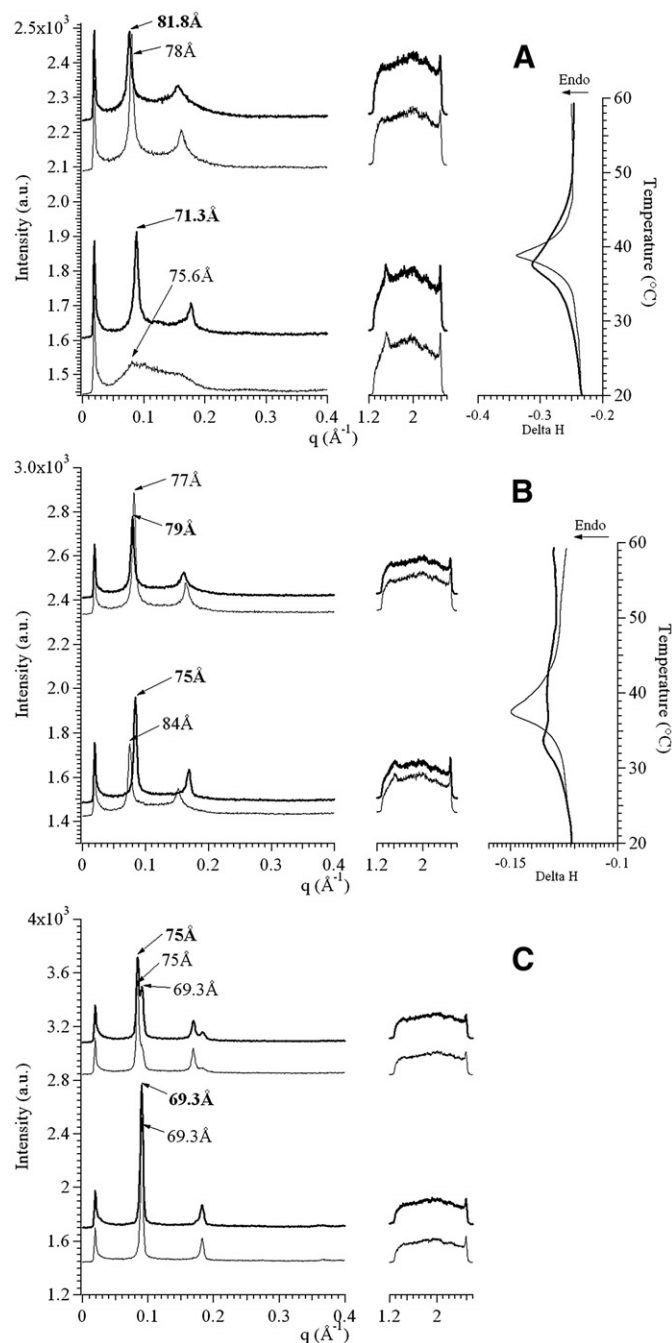 2.5x10³
81.8Å
78Å
A
Endo
60
2.4
2.3
2.2
2.1
50
2.0
1.9
71.3Å
1.8
75.6Å
40
1.7
1.6
30
1.5
20
Intensity (a.u.)
Temperature (°C)
0 0.1 0.2 0.3 0.4
1.2 2
-0.4 -0.3 -0.2
q (Å⁻¹)
Delta H
3.0x10³
77Å
B
79Å
2.8
Endo
60
2.6
2.4
50
2.2
2.0
75Å
40
84Å
1.8
1.6
30
1.4
20
Intensity (a.u.)
Temperature (°C)
0 0.1 0.2 0.3 0.4
1.2 2
-0.15 -0.1
q (Å⁻¹)
Delta H
4x10³
75Å
C
75Å
3.6
69.3Å
3.2
2.8
69.3Å
69.3Å
2.4
2
1.6
1.2
Intensity (a.u.)
0 0.1 0.2 0.3 0.4
1.2 2
q (Å⁻¹)